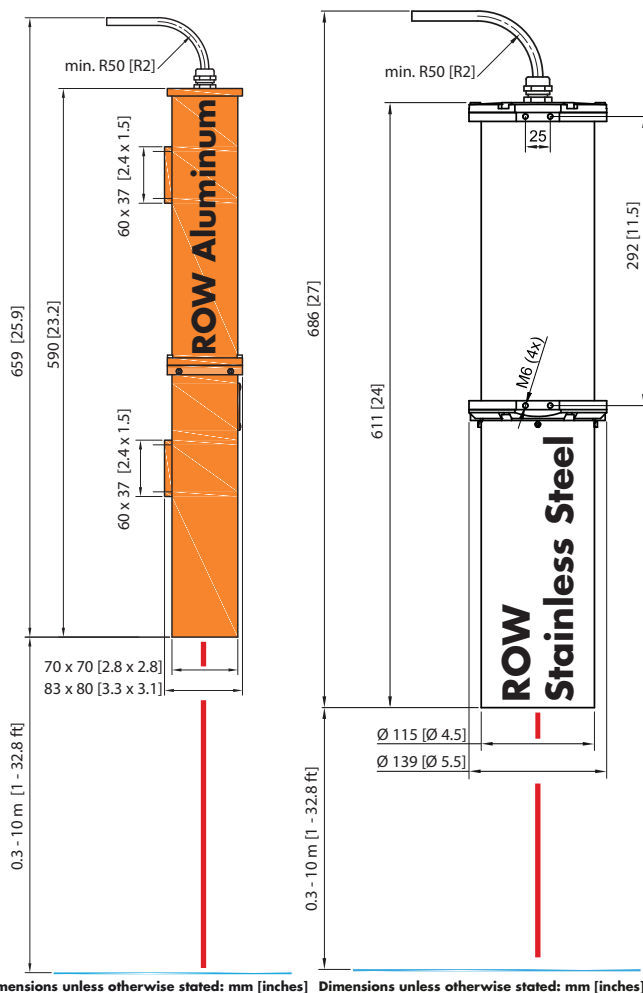 min. R50 [R2]
ROW Aluminum
60 x 37 [2.4 x 1.5]
659 [25.9]
590 [23.2]
60 x 37 [2.4 x 1.5]
70 x 70 [2.8 x 2.8]
83 x 80 [3.3 x 3.1]
0.3 - 10 m [1 - 32.8 ft]
mensions unless otherwise stated: mm [inches]
min. R50 [R2]
25
292 [11.5]
686 [27]
611 [24]
M6 (4x)
ROW
Stainless Steel
Ø 115 [Ø 4.5]
Ø 139 [Ø 5.5]
0.3 - 10 m [1 - 32.8 ft]
Dimensions unless otherwise stated: mm [inches]